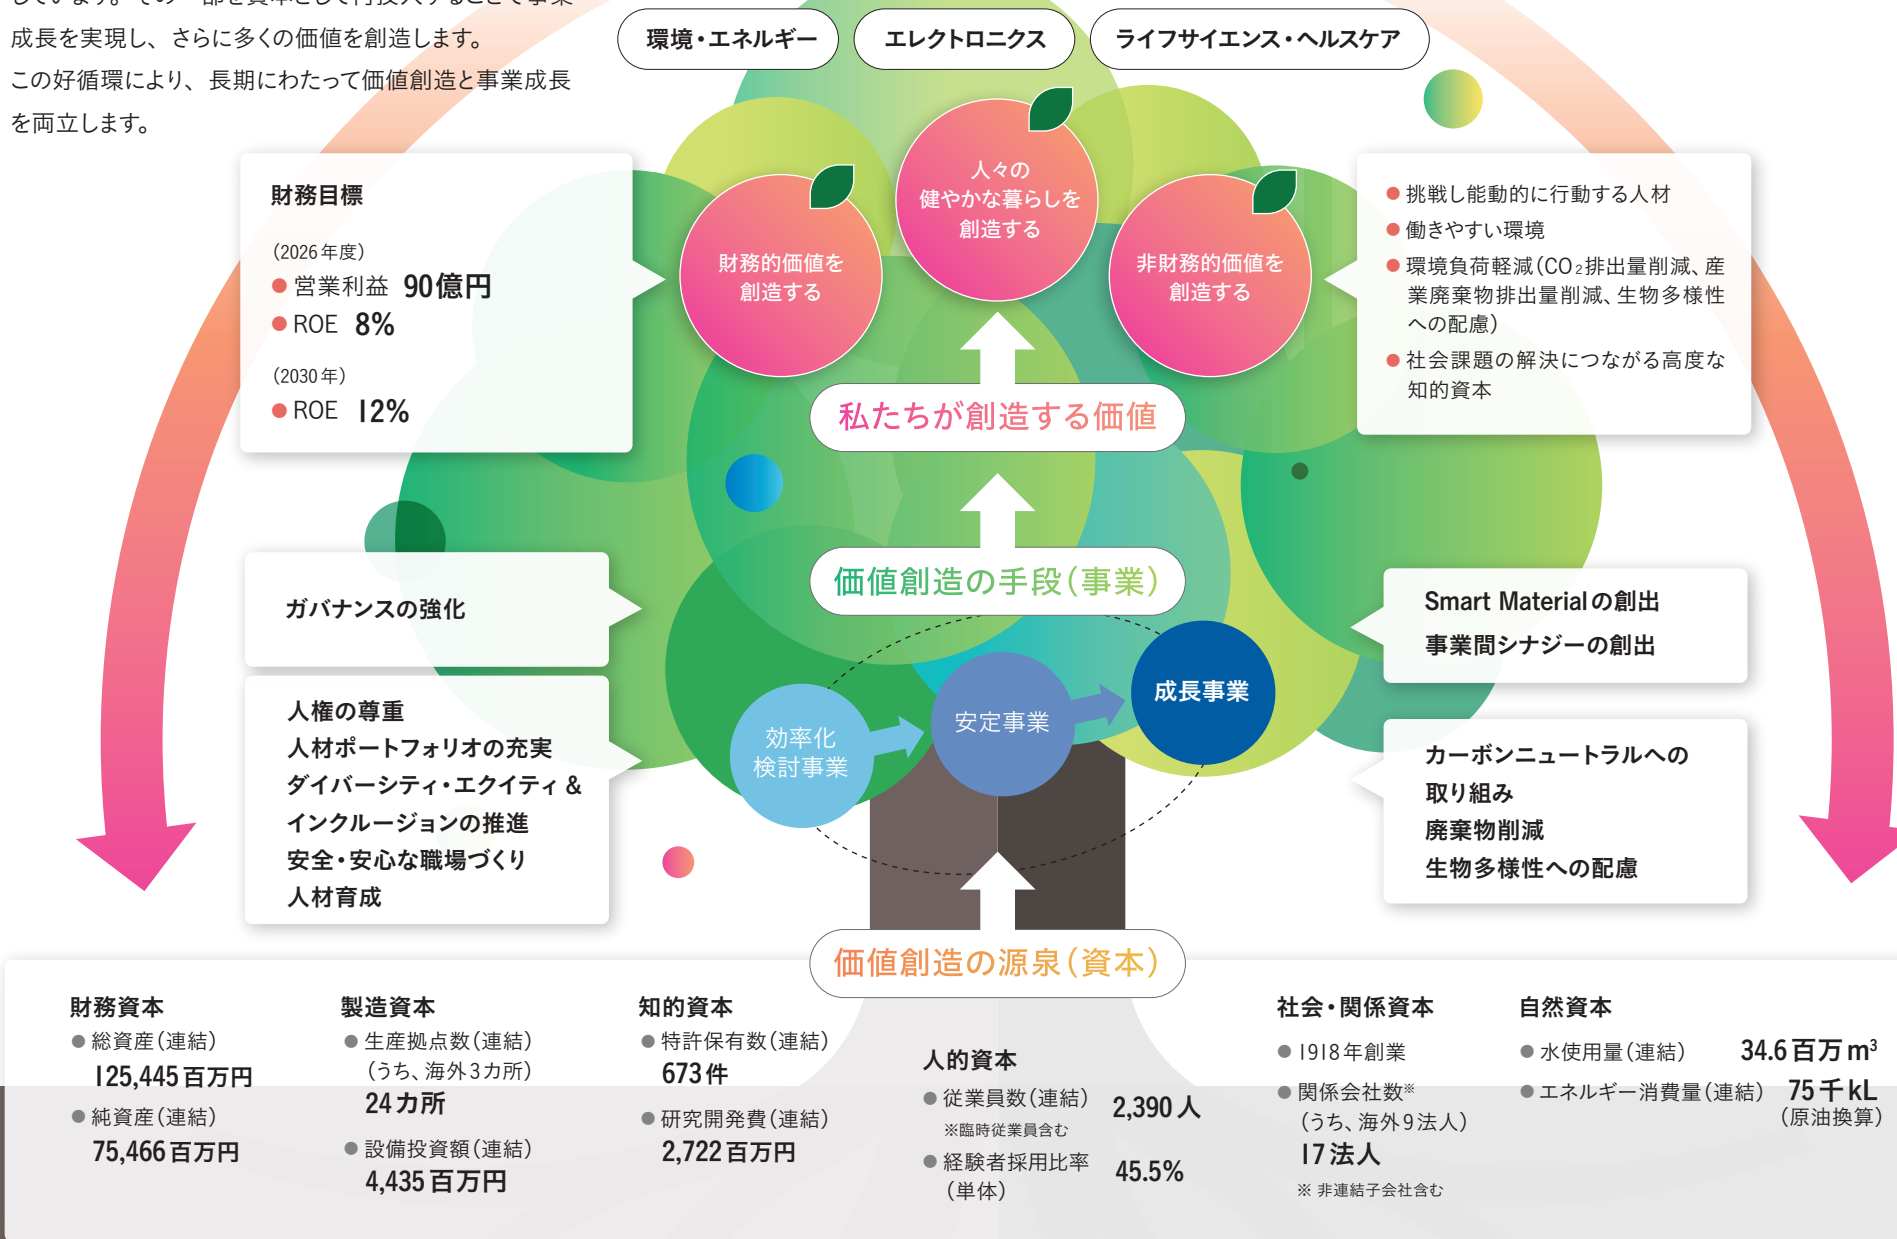 しています。その一部を資本として再投入することで事業
成長を実現し、さらに多くの価値を創造します。
この好循環により、長期にわたって価値創造と事業成長
を両立します。
環境・エネルギー
エレクトロニクス
ライフサイエンス・ヘルスケア
財務目標
(2026年度)
● 営業利益 90億円
● ROE 8%
(2030年)
● ROE 12%
財務的価値を
創造する
人々の
健やかな暮らしを
創造する
非財務的価値を
創造する
● 挑戦し能動的に行動する人材
● 働きやすい環境
● 環境負荷軽減(CO₂排出量削減、産
業廃棄物排出量削減、生物多様性
への配慮)
● 社会課題の解決につながる高度な
知的資本
私たちが創造する価値
価値創造の手段(事業)
ガバナンスの強化
人権の尊重
人材ポートフォリオの充実
ダイバーシティ・エクイティ&
インクルージョンの推進
安全・安心な職場づくり
人材育成
効率化
検討事業
安定事業
成長事業
Smart Materialの創出
事業間シナジーの創出
カーボンニュートラルへの
取り組み
廃棄物削減
生物多様性への配慮
価値創造の源泉(資本)
財務資本
● 総資産(連結)
125,445百万円
● 純資産(連結)
75,466百万円
製造資本
● 生産拠点数(連結)
(うち、海外3カ所)
24カ所
● 設備投資額(連結)
4,435百万円
知的資本
● 特許保有数(連結)
673件
● 研究開発費(連結)
2,722百万円
人的資本
● 従業員数(連結) 2,390人
※臨時従業員含む
● 経験者採用比率
(単体) 45.5%
社会・関係資本
● 1918年創業
● 関係会社数※
(うち、海外9法人)
17法人
※ 非連結子会社含む
自然資本
● 水使用量(連結) 34.6百万m³
● エネルギー消費量(連結) 75千kL
(原油換算)